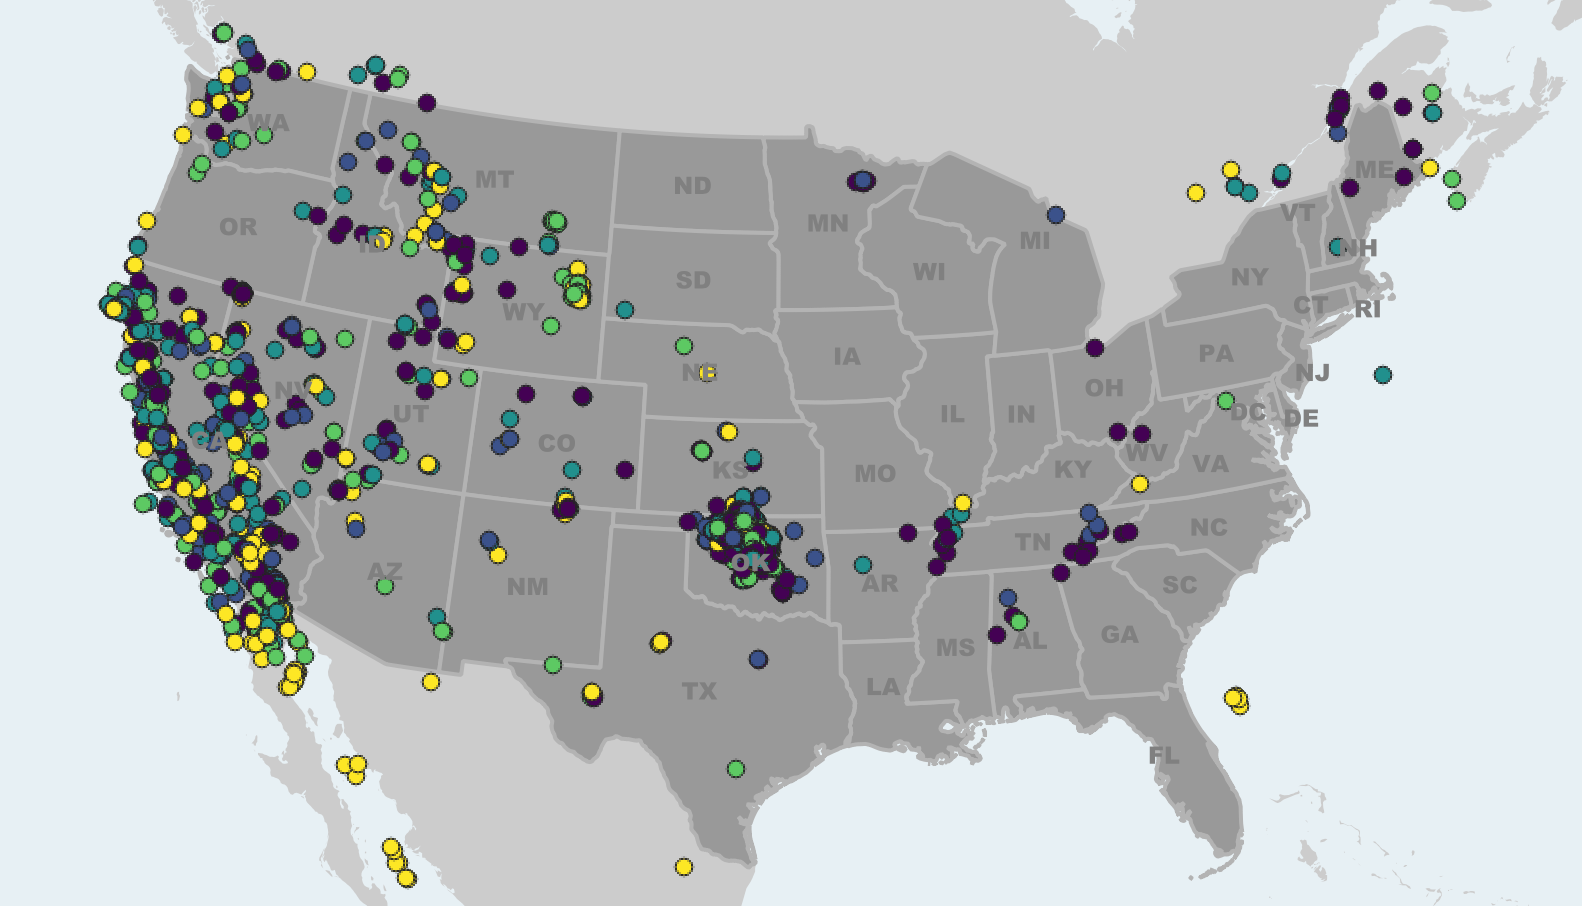 WA
MT
ND
ME
MN
VT
OR
ID
MI
NH
WI
NY
SD
CT
RI
WY
IA
PA
NE
NJ
NV
OH
DC
DE
UT
IL
IN
CA
CO
WV
VA
KS
MO
KY
NC
TN
OK
AZ
NM
AR
SC
GA
AL
MS
LA
TX
FL